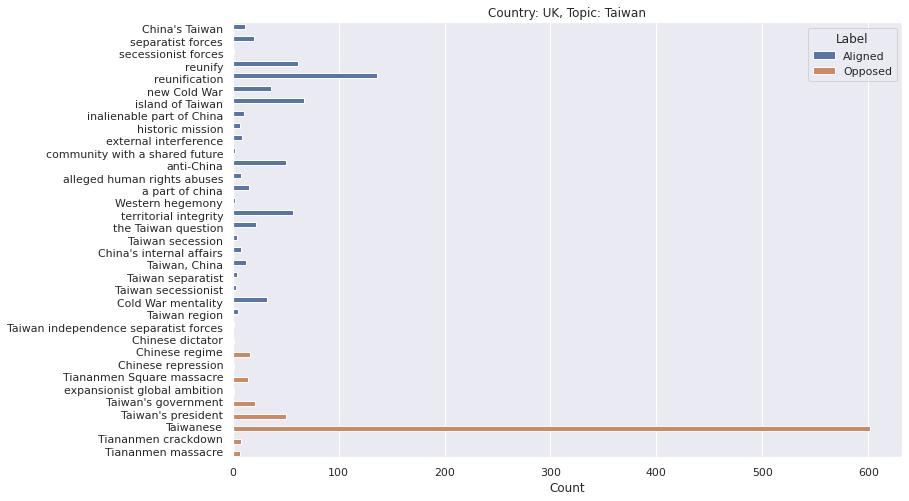 Country: UK, Topic: Taiwan
China's Taiwan
separatist forces
secessionist forces
reunify
reunification
new Cold War
island of Taiwan
inalienable part of China
historic mission
external interference
community with a shared future
anti-China
alleged human rights abuses
a part of china
Western hegemony
territorial integrity
the Taiwan question
Taiwan secession
China's internal affairs
Taiwan, China
Taiwan separatist
Taiwan secessionist
Cold War mentality
Taiwan region
Taiwan independence separatist forces
Chinese dictator
Chinese regime
Chinese repression
Tiananmen Square massacre
expansionist global ambition
Taiwan's government
Taiwan's president
Taiwanese
Tiananmen crackdown
Tiananmen massacre
Label
Aligned
Opposed
0 100 200 300 400 500 600
Count